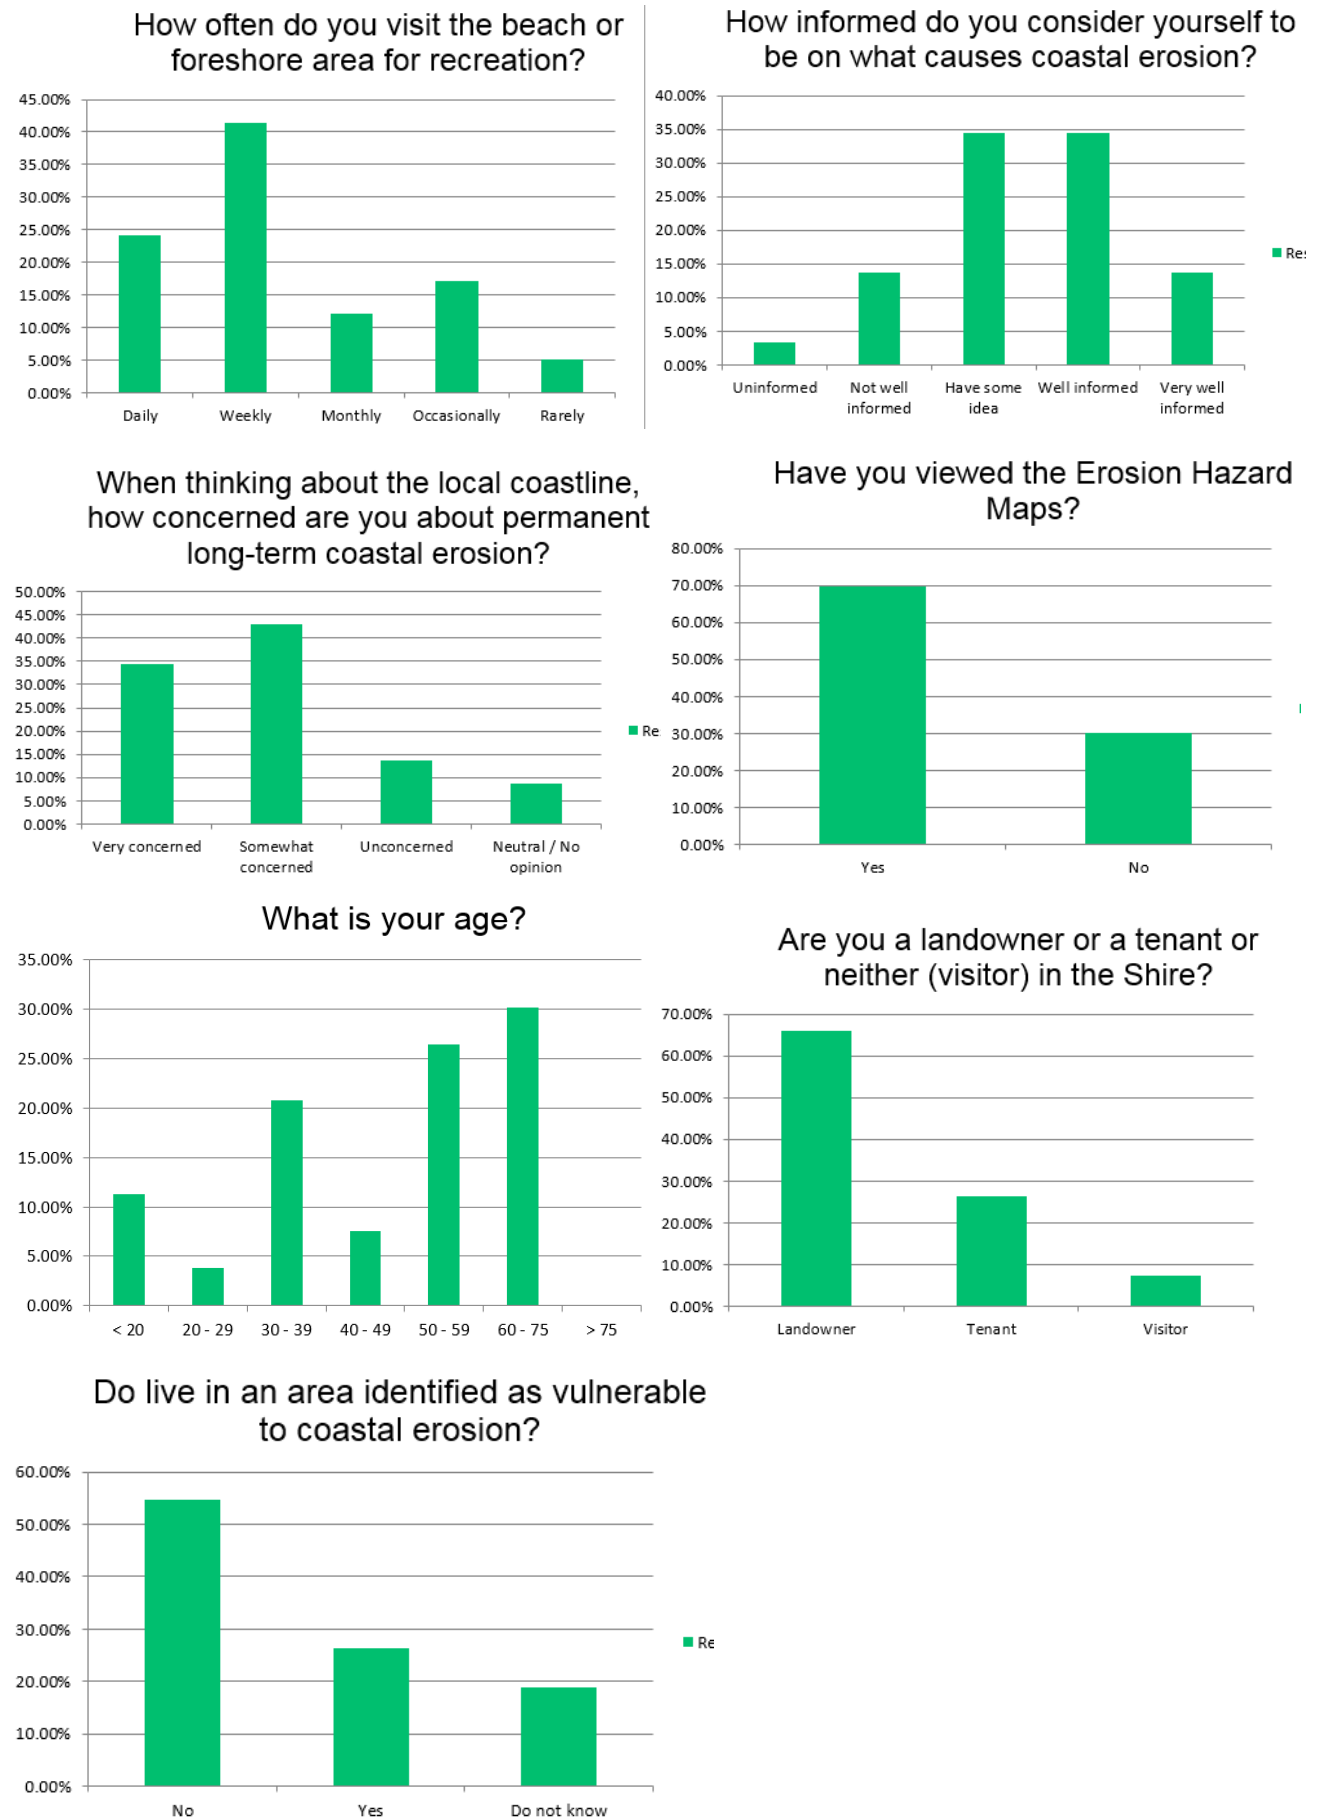 How often do you visit the beach or
foreshore area for recreation?
45.00%
40.00%
35.00%
30.00%
25.00%
20.00%
15.00%
10.00%
5.00%
0.00%
Daily Weekly Monthly Occasionally Rarely
How informed do you consider yourself to
be on what causes coastal erosion?
40.00%
35.00%
30.00%
25.00%
20.00%
15.00%
10.00%
5.00%
0.00%
Uninformed Not well Have some Well informed Very well
informed idea informed
Res
When thinking about the local coastline,
how concerned are you about permanent
long-term coastal erosion?
50.00%
45.00%
40.00%
35.00%
30.00%
25.00%
20.00%
15.00%
10.00%
5.00%
0.00%
Very concerned Somewhat Unconcerned Neutral / No
concerned opinion
Re
Have you viewed the Erosion Hazard
Maps?
80.00%
70.00%
60.00%
50.00%
40.00%
30.00%
20.00%
10.00%
0.00%
Yes No
What is your age?
35.00%
30.00%
25.00%
20.00%
15.00%
10.00%
5.00%
0.00%
< 20 20 - 29 30 - 39 40 - 49 50 - 59 60 - 75 > 75
Are you a landowner or a tenant or
neither (visitor) in the Shire?
70.00%
60.00%
50.00%
40.00%
30.00%
20.00%
10.00%
0.00%
Landowner Tenant Visitor
Do live in an area identified as vulnerable
to coastal erosion?
60.00%
50.00%
40.00%
30.00%
20.00%
10.00%
0.00%
No Yes Do not know
Re